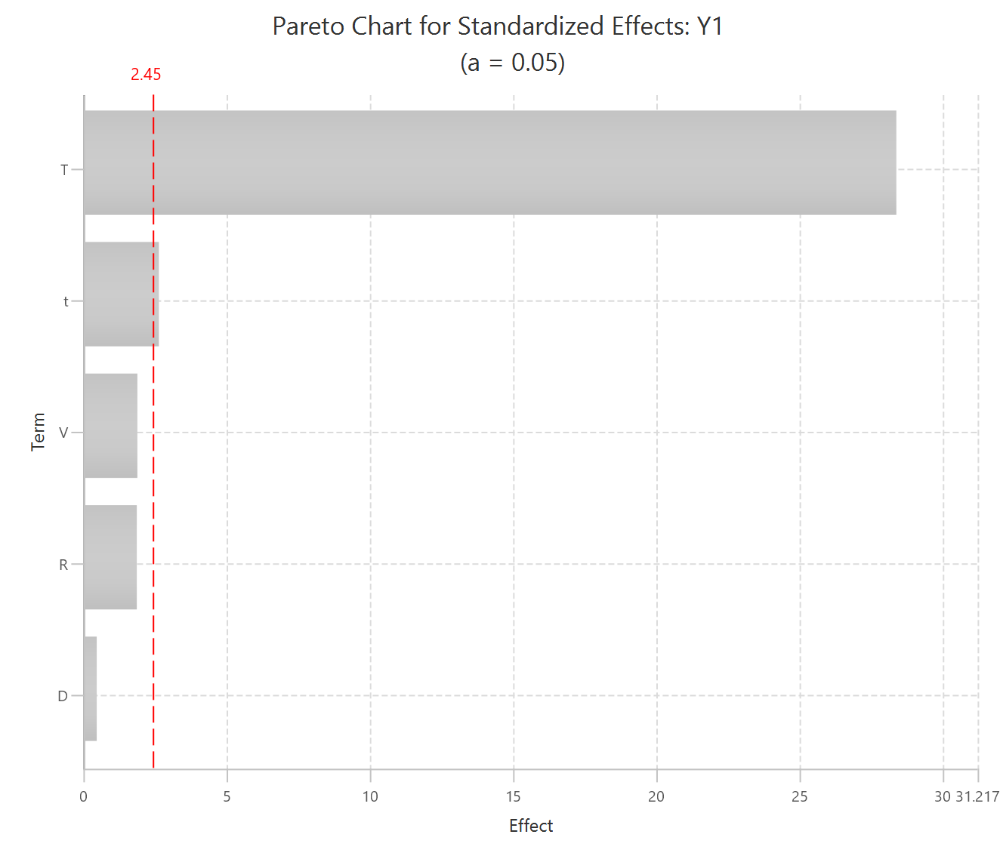 Pareto Chart for Standardized Effects: Y1
(a = 0.05)
2.45
T
t
V
R
D
Term
0 5 10 15 20 25 30 31.217
Effect